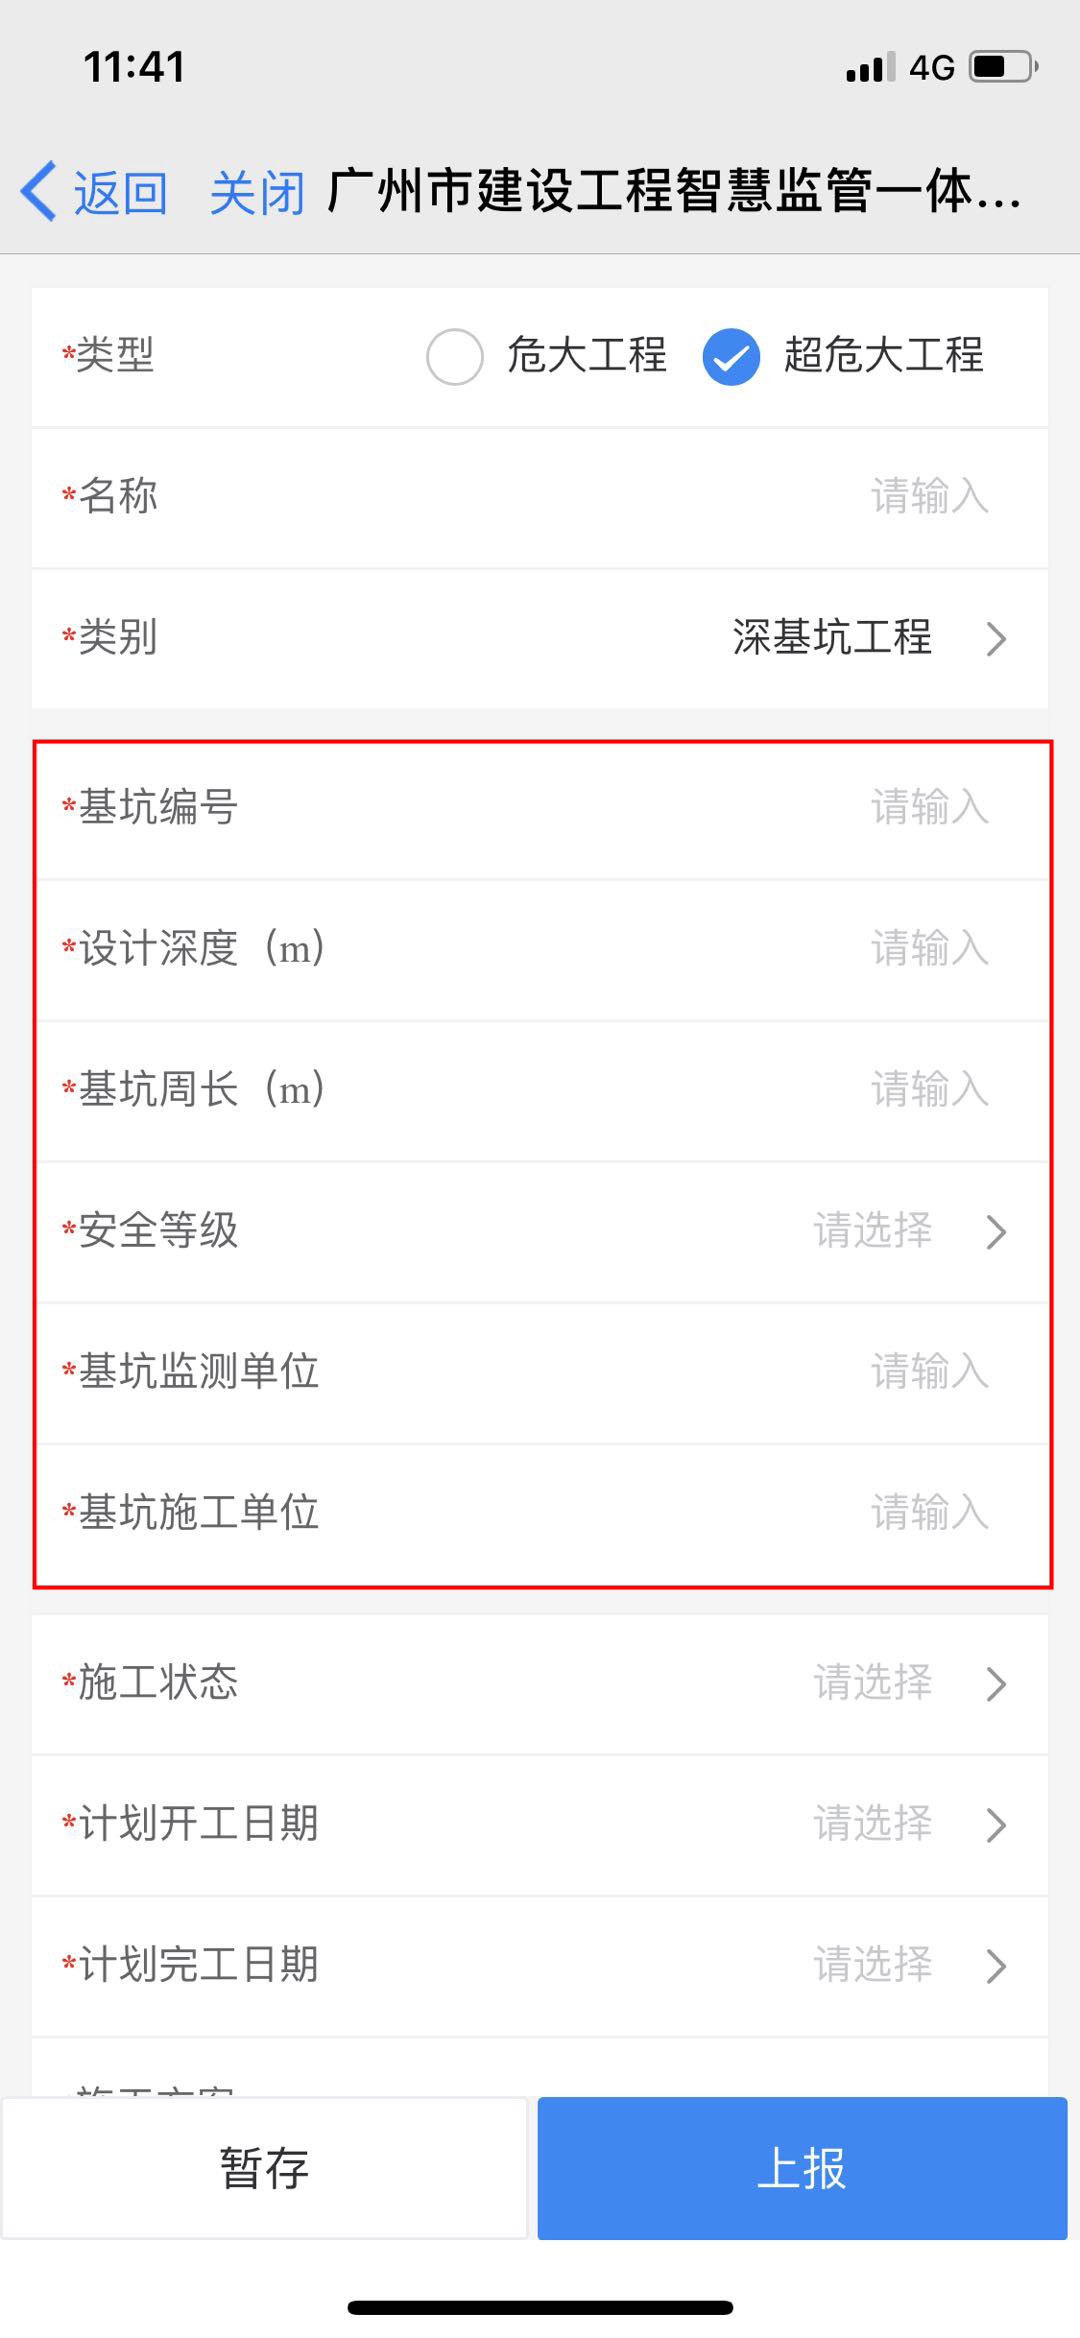 11:41 4G
返回 关闭 广州市建设工程智慧监管一体...
*类型 危大工程 超危大工程
*名称 请输入
*类别 深基坑工程
*基坑编号 请输入
*设计深度（m） 请输入
*基坑周长（m） 请输入
*安全等级 请选择
*基坑监测单位 请输入
*基坑施工单位 请输入
*施工状态 请选择
*计划开工日期 请选择
*计划完工日期 请选择
暂存 上报